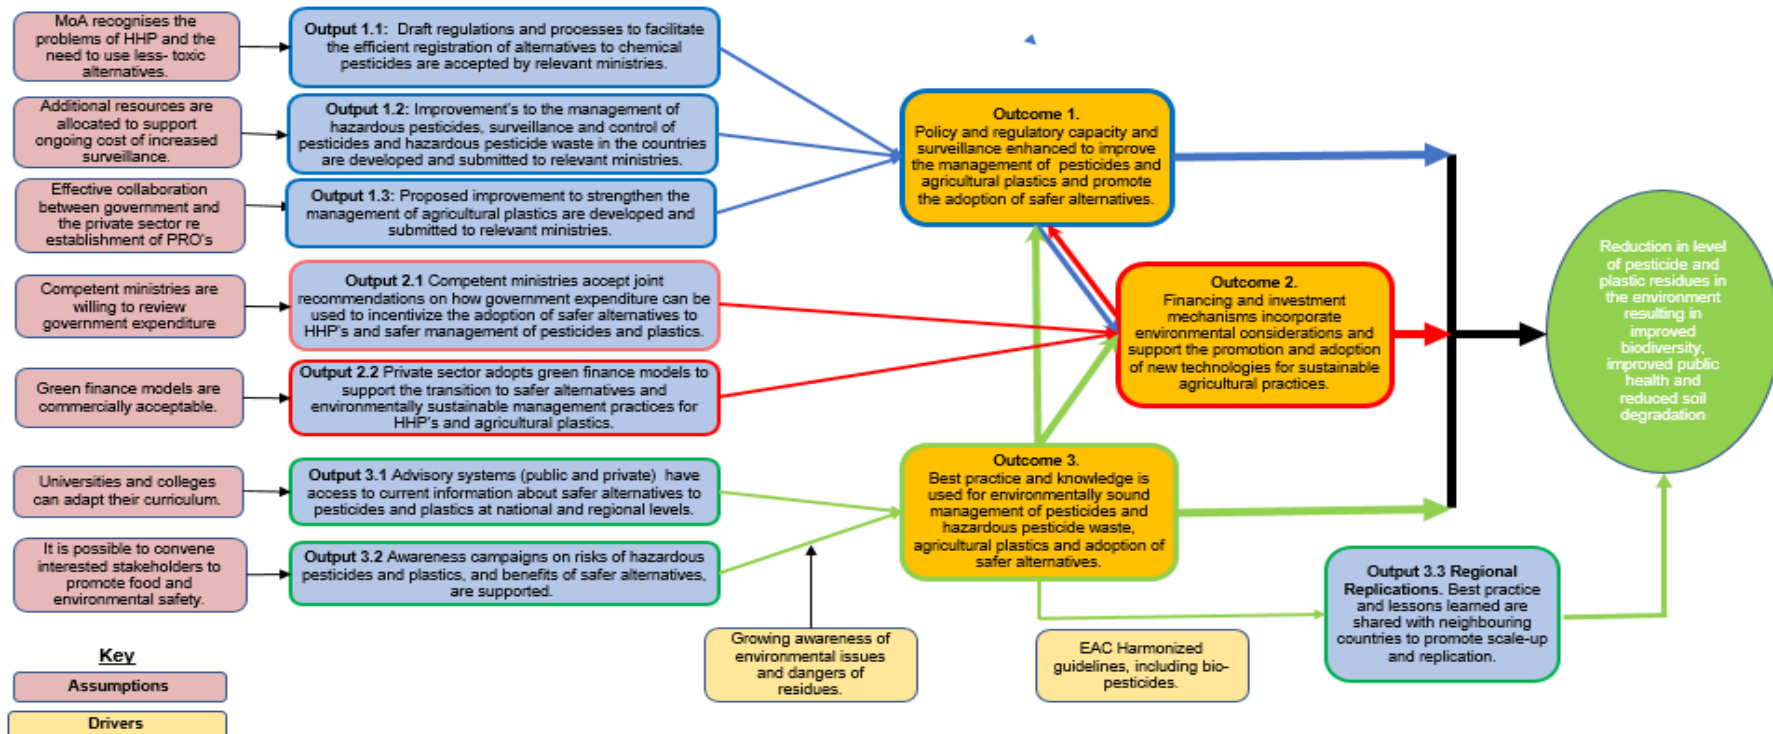 MoA recognises the
problems of HHP and the
need to use less- toxic
alternatives.
Output 1.1: Draft regulations and processes to facilitate
the efficient registration of alternatives to chemical
pesticides are accepted by relevant ministries.
Additional resources are
allocated to support
ongoing cost of increased
surveillance.
Output 1.2: Improvement's to the management of
hazardous pesticides, surveillance and control of
pesticides and hazardous pesticide waste in the countries
are developed and submitted to relevant ministries.
Effective collaboration
between government and
the private sector re
establishment of PRO's
Output 1.3: Proposed improvement to strengthen the
management of agricultural plastics are developed and
submitted to relevant ministries.
Competent ministries are
willing to review
government expenditure
Output 2.1 Competent ministries accept joint
recommendations on how government expenditure can be
used to incentivize the adoption of safer alternatives to
HHP's and safer management of pesticides and plastics.
Green finance models are
commercially acceptable.
Output 2.2 Private sector adopts green finance models to
support the transition to safer alternatives and
environmentally sustainable management practices for
HHP's and agricultural plastics.
Universities and colleges
can adapt their curriculum.
Output 3.1 Advisory systems (public and private) have
access to current information about safer alternatives to
pesticides and plastics at national and regional levels.
It is possible to convene
interested stakeholders to
promote food and
environmental safety.
Output 3.2 Awareness campaigns on risks of hazardous
pesticides and plastics, and benefits of safer alternatives,
are supported.
Outcome 1.
Policy and regulatory capacity and
surveillance enhanced to improve
the management of pesticides and
agricultural plastics and promote
the adoption of safer alternatives.
Outcome 2.
Financing and investment
mechanisms incorporate
environmental considerations and
support the promotion and adoption
of new technologies for sustainable
agricultural practices.
Outcome 3.
Best practice and knowledge is
used for environmentally sound
management of pesticides and
hazardous pesticide waste,
agricultural plastics and adoption of
safer alternatives.
Reduction in level
of pesticide and
plastic residues in
the environment
resulting in
improved
biodiversity,
improved public
health and
reduced soil
degradation
Output 3.3 Regional
Replications. Best practice
and lessons learned are
shared with neighbouring
countries to promote scale-up
and replication.
Growing awareness of
environmental issues
and dangers of
residues.
EAC Harmonized
guidelines, including bio-
pesticides.
Key
Assumptions
Drivers